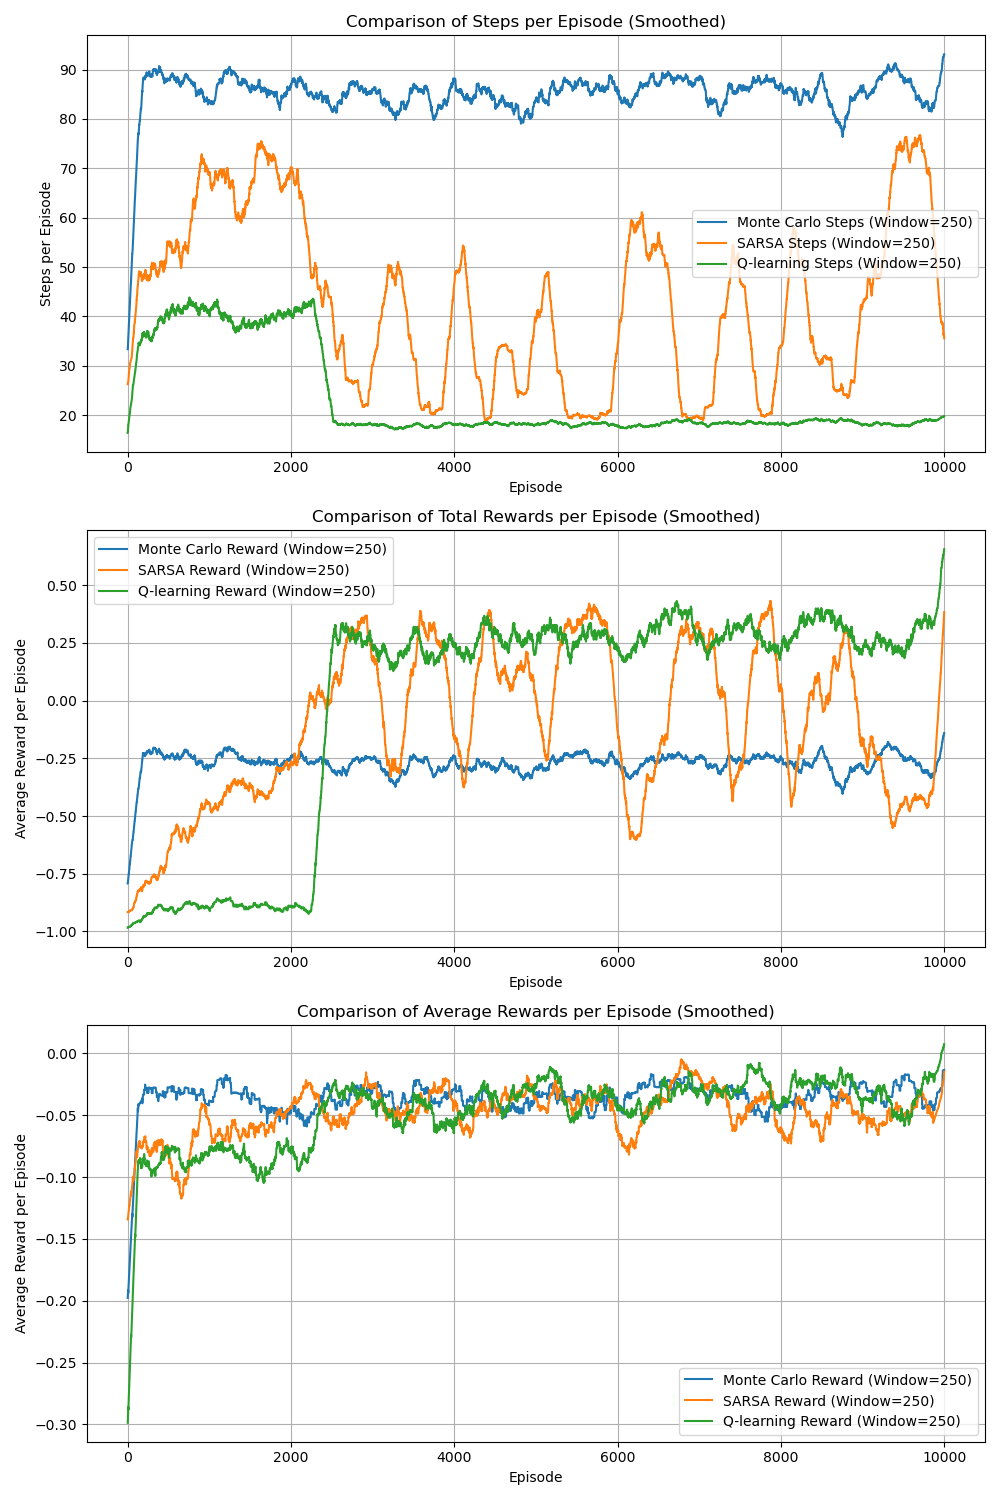 Comparison of Steps per Episode (Smoothed)
Steps per Episode
90
80
70
60
50
40
30
20
Monte Carlo Steps (Window=250)
SARSA Steps (Window=250)
Q-learning Steps (Window=250)
0 2000 4000 6000 8000 10000
Episode
Comparison of Total Rewards per Episode (Smoothed)
Average Reward per Episode
Monte Carlo Reward (Window=250)
SARSA Reward (Window=250)
Q-learning Reward (Window=250)
0.50
0.25
0.00
−0.25
−0.50
−0.75
−1.00
0 2000 4000 6000 8000 10000
Episode
Comparison of Average Rewards per Episode (Smoothed)
Average Reward per Episode
0.00
−0.05
−0.10
−0.15
−0.20
−0.25
−0.30
Monte Carlo Reward (Window=250)
SARSA Reward (Window=250)
Q-learning Reward (Window=250)
0 2000 4000 6000 8000 10000
Episode